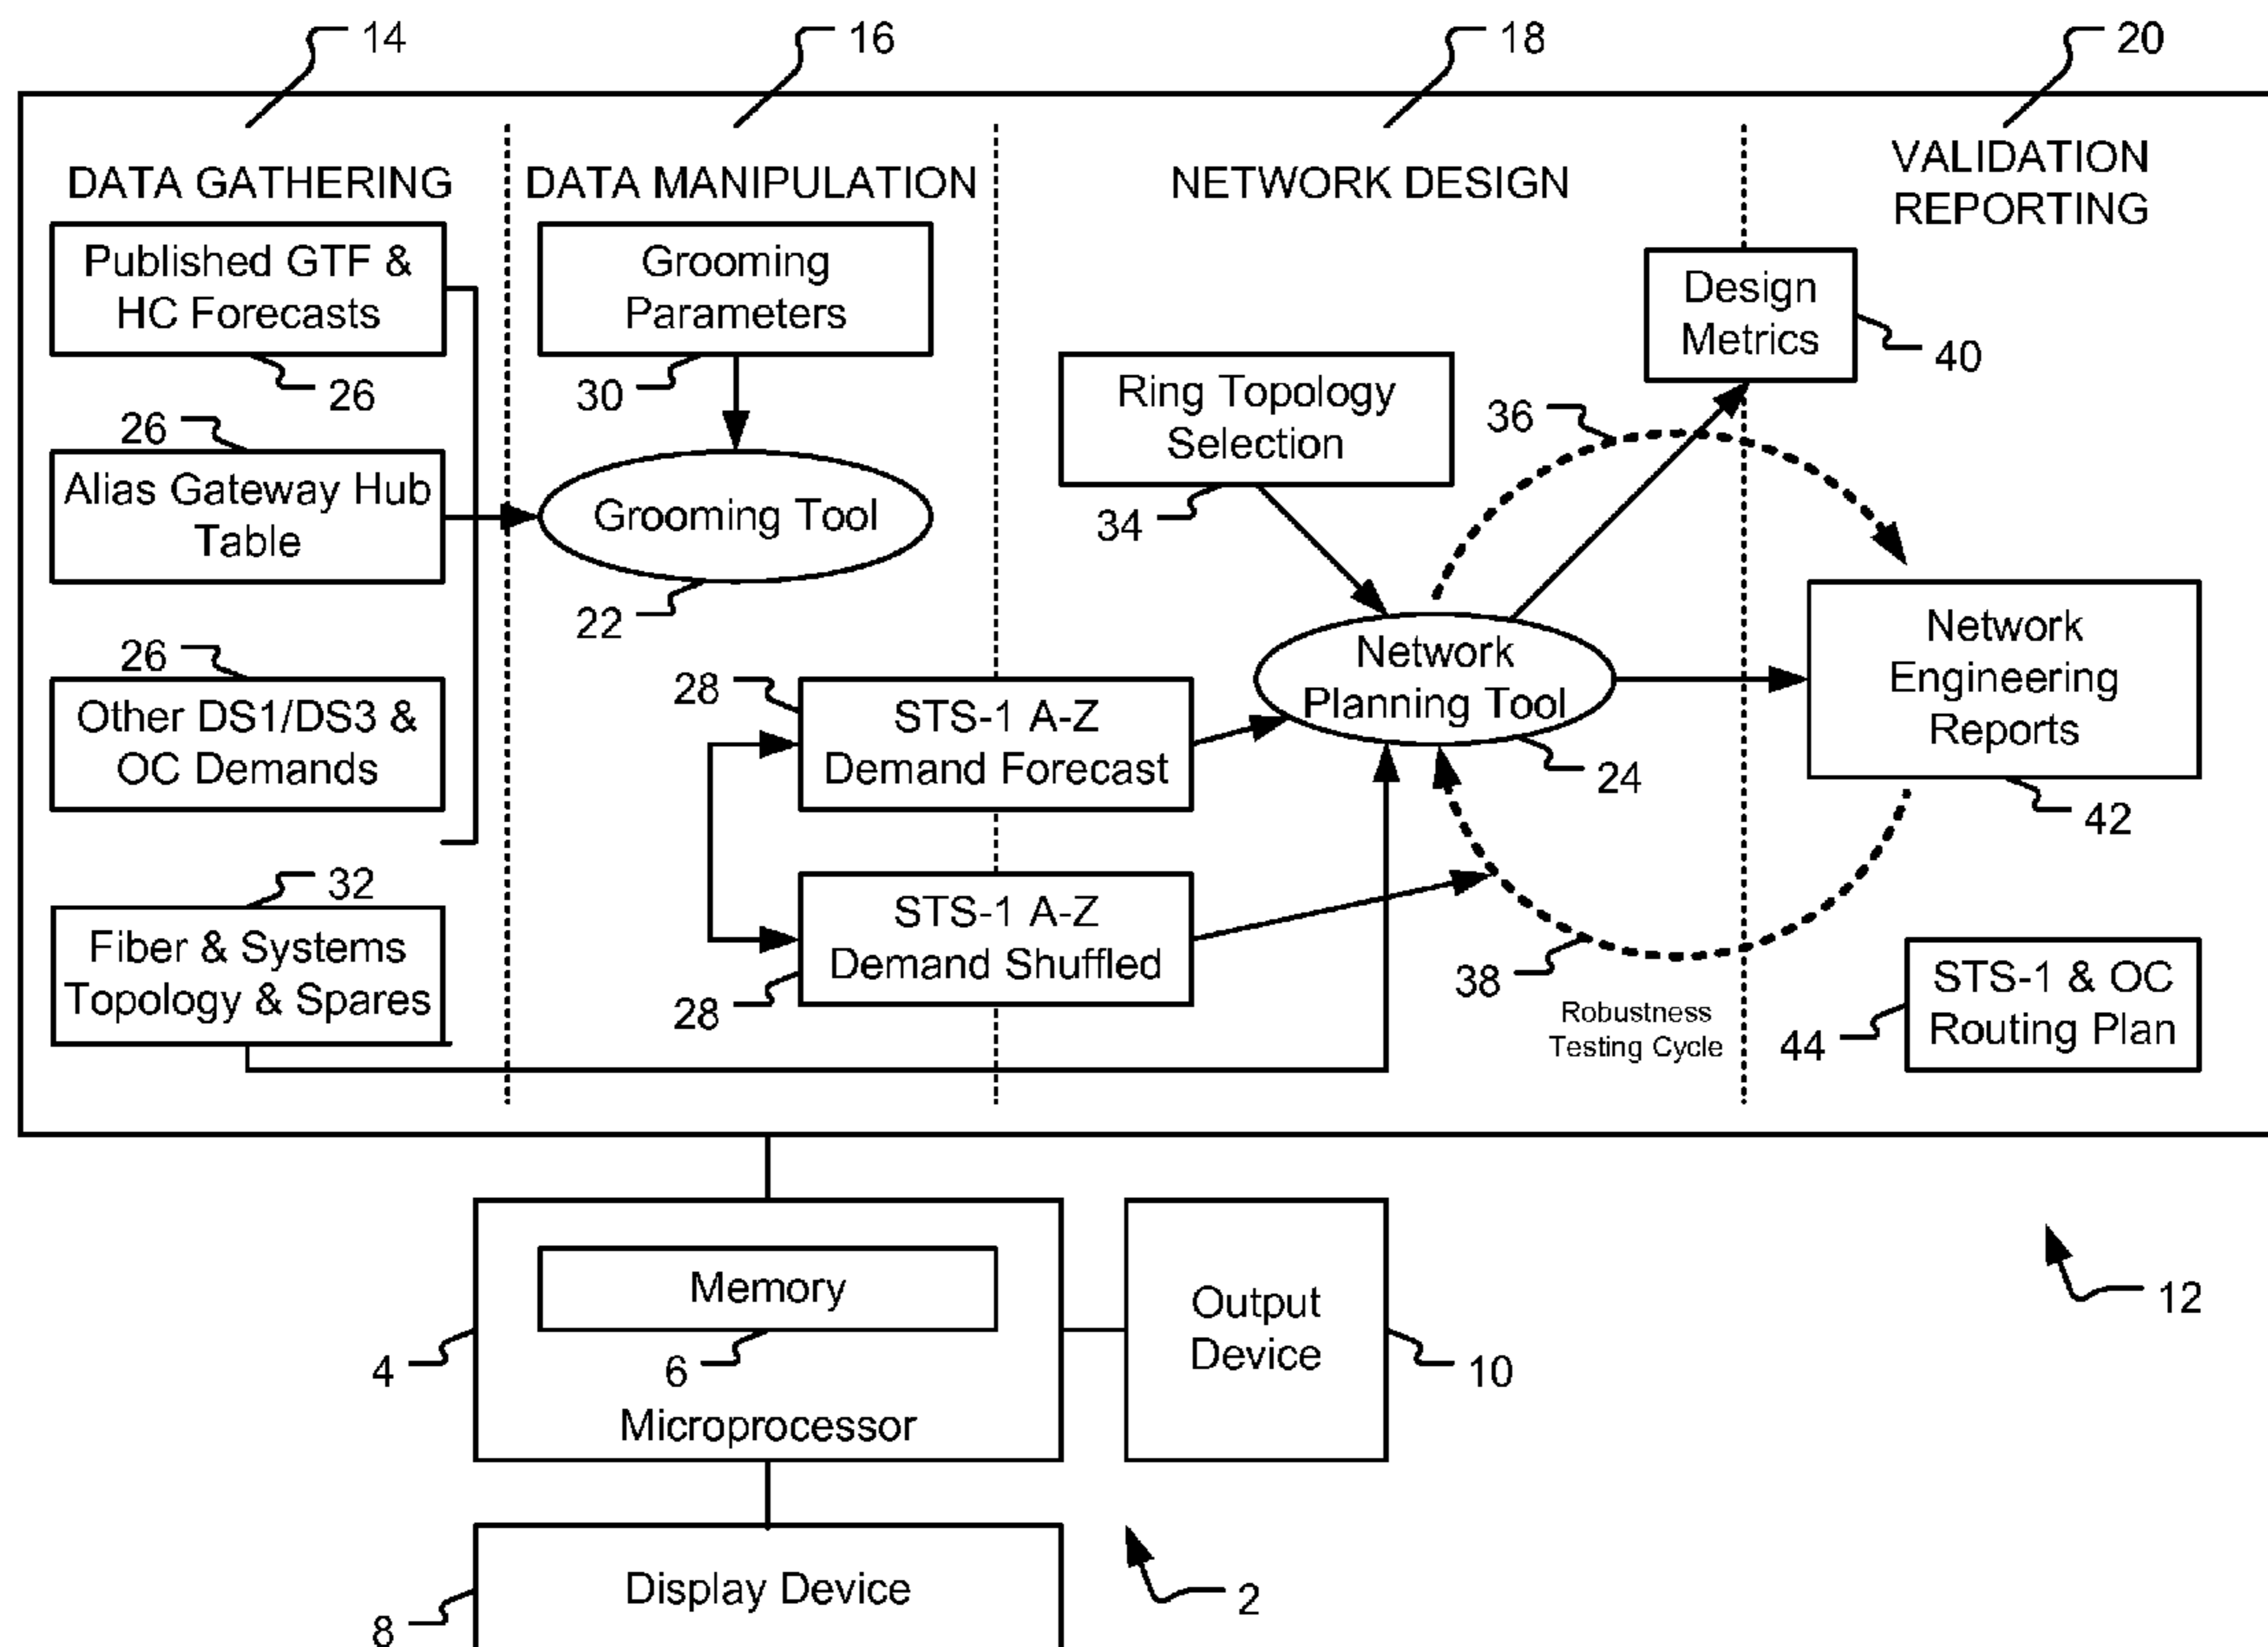 14
16
18
20
DATA GATHERING
DATA MANIPULATION
NETWORK DESIGN
VALIDATION
REPORTING
Published GTF &
HC Forecasts
26
26
Alias Gateway Hub
Table
26
Other DS1/DS3 &
OC Demands
32
Fiber & Systems
Topology & Spares
Grooming
Parameters
30
Grooming Tool
22
28
STS-1 A-Z
Demand Forecast
STS-1 A-Z
Demand Shuffled
28
Ring Topology
Selection
34
36
Network
Planning Tool
24
38
Robustness
Testing Cycle
Design
Metrics
40
Network
Engineering
Reports
42
STS-1 & OC
Routing Plan
44
Memory
6
Microprocessor
4
Output
Device
10
12
Display Device
8
2